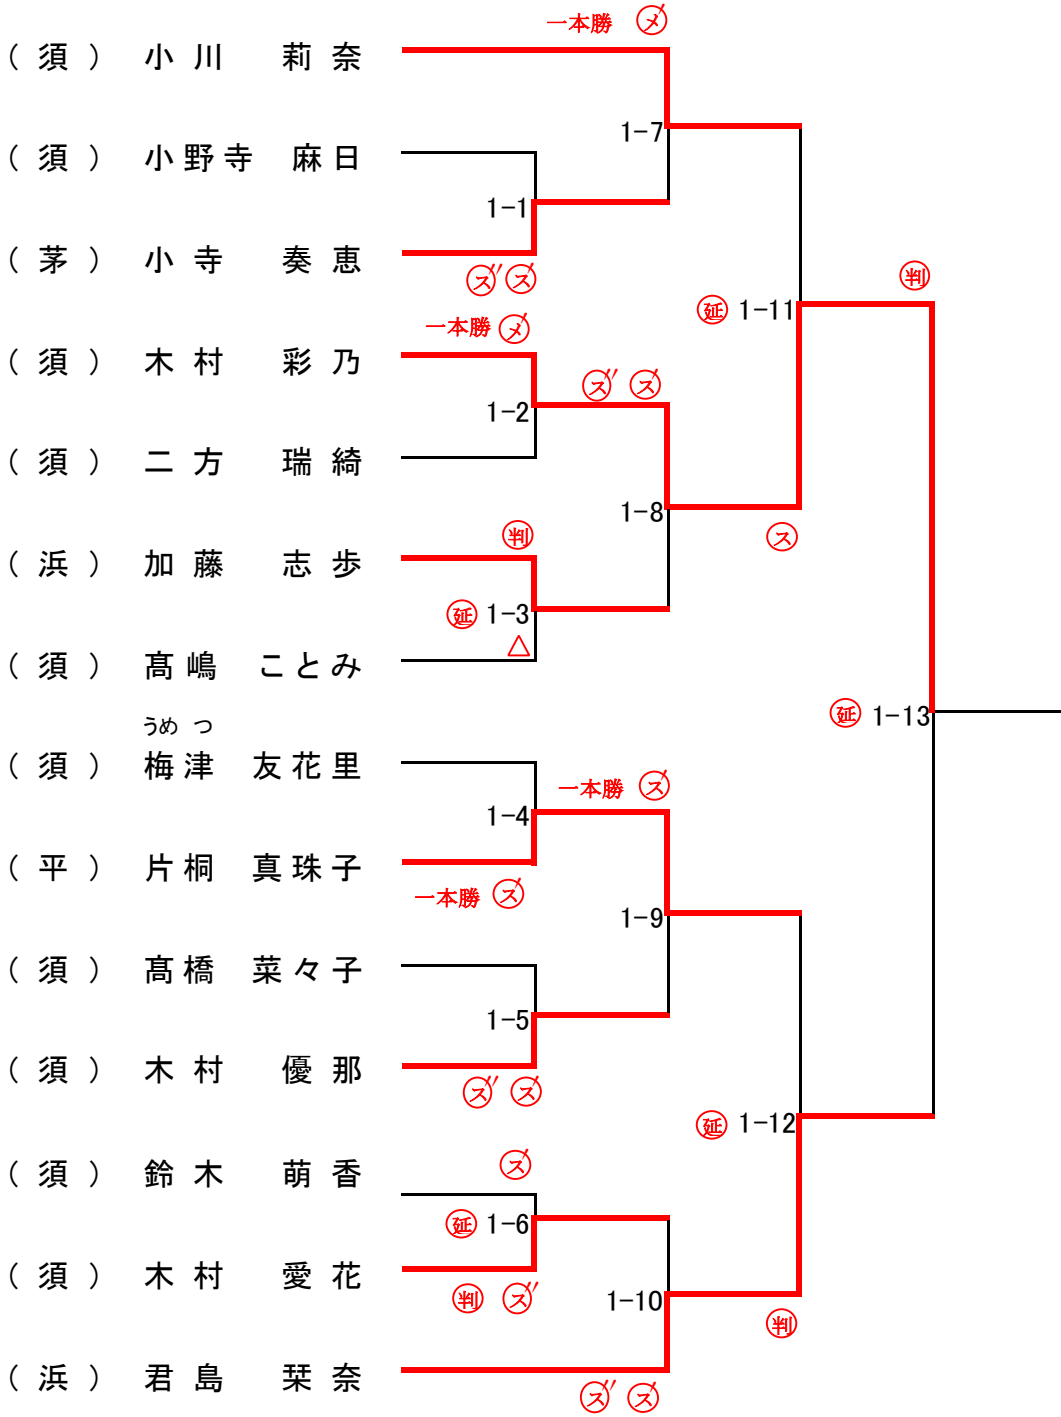 一本勝 メ
（須） 小川 莉奈
1-7
（須） 小野寺 麻日
1-1
（茅） 小寺 奏恵
ス ス
判
延 1-11
一本勝 メ
（須） 木村 彩乃
ス ス
1-2
（須） 二方 瑞綺
1-8
ス
判
（浜） 加藤 志歩
延 1-3
△
（須）髙嶋 ことみ
延 1-13
うめ つ
（須） 梅津 友花里
一本勝 ス
1-4
（平） 片桐 真珠子
一本勝 ス
1-9
（須） 髙橋 菜々子
1-5
（須） 木村 優那
ス ス
延 1-12
ス
（須） 鈴木 萌香
延 1-6
（須） 木村 愛花
判 ス
1-10
判
（浜） 君島 栞奈
ス ス